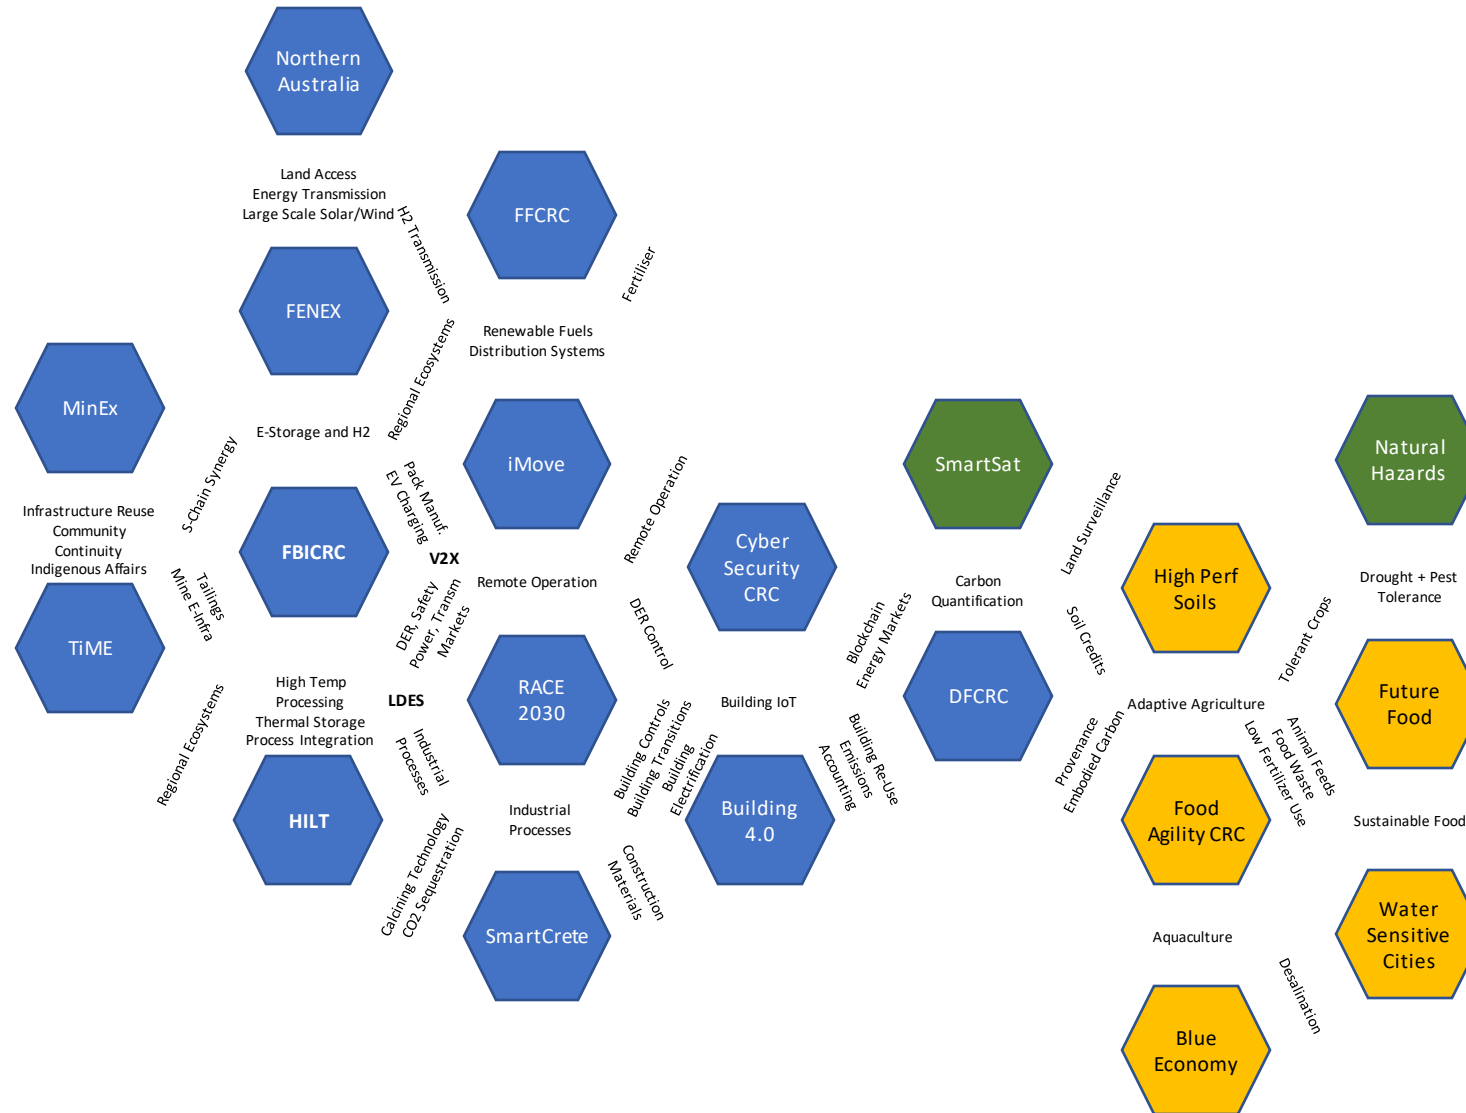 Northern
Australia
Land Access
Energy Transmission
Large Scale Solar/Wind
H2 Transmission
FFCRC
Fertiliser
FENEX
Regional Ecosystems
Renewable Fuels
Distribution Systems
MinEx
S-Chain Synergy
E-Storage and H2
Pack Manuf.
EV Charging
iMove
Remote Operation
SmartSat
Land Surveillance
Natural
Hazards
Infrastructure Reuse
Community
Continuity
Indigenous Affairs
FBICRC
V2X
Remote Operation
Cyber
Security
CRC
Carbon
Quantification
High Perf
Soils
Drought + Pest
Tolerance
Tailings
Mine E-Infra
TiME
DER, Safety
Power, Transm
Markets
DER Control
Blockchain
Energy Markets
Soil Credits
Tolerant Crops
Regional Ecosystems
High Temp
Processing
Thermal Storage
Process Integration
LDES
RACE
2030
Building IoT
DFCRC
Adaptive Agriculture
Future
Food
Industrial
Processes
Building Controls
Building Transitions
Building
Electrification
Building Re-Use
Emissions
Accounting
Provenance
Embodied Carbon
Animal Feeds
Food Waste
Low Fertilizer Use
HILT
Industrial
Processes
Building
4.0
Food
Agility CRC
Sustainable Food
Calcining Technology
CO2 Sequestration
Construction
Materials
SmartCrete
Aquaculture
Water
Sensitive
Cities
Desalination
Blue
Economy